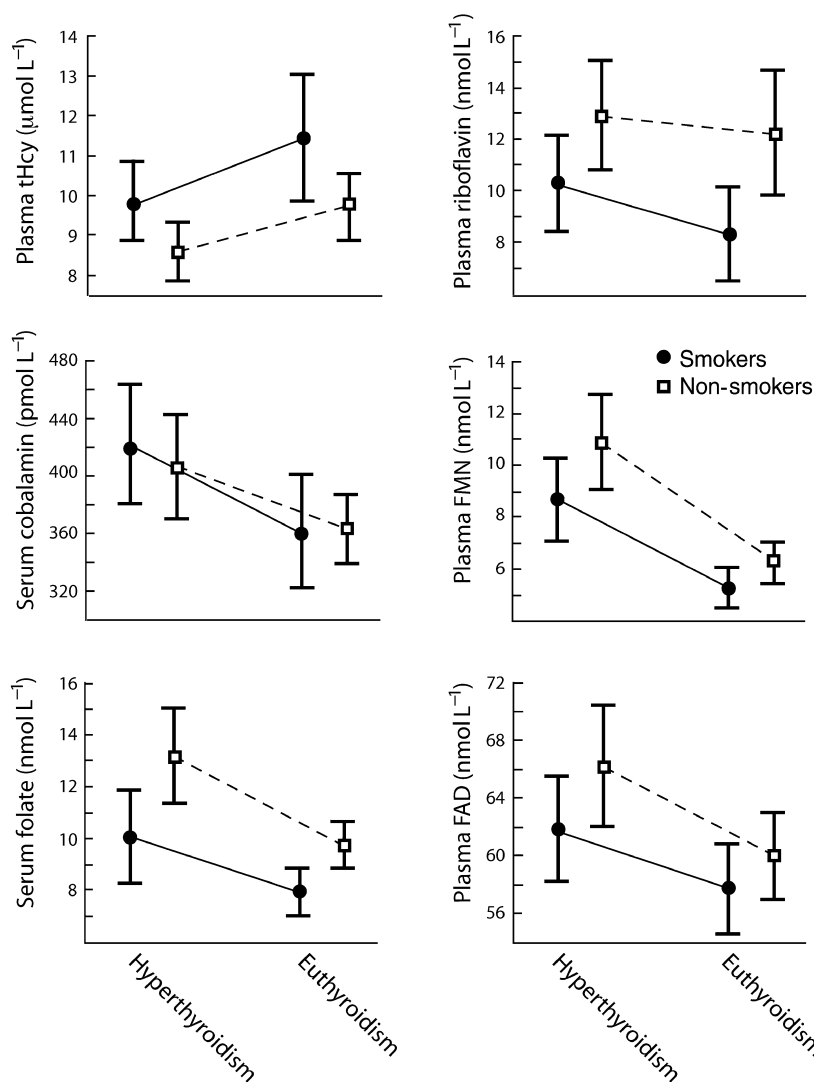 Plasma tHcy (μmol L⁻¹)
14
13
12
11
10
9
8
Plasma riboflavin (nmol L⁻¹)
16
14
12
10
8
Serum cobalamin (pmol L⁻¹)
480
440
400
360
320
Plasma FMN (nmol L⁻¹)
14
12
10
8
6
Smokers
Non-smokers
Serum folate (nmol L⁻¹)
16
14
12
10
8
Hyperthyroidism
Euthyroidism
Plasma FAD (nmol L⁻¹)
72
68
64
60
56
Hyperthyroidism
Euthyroidism